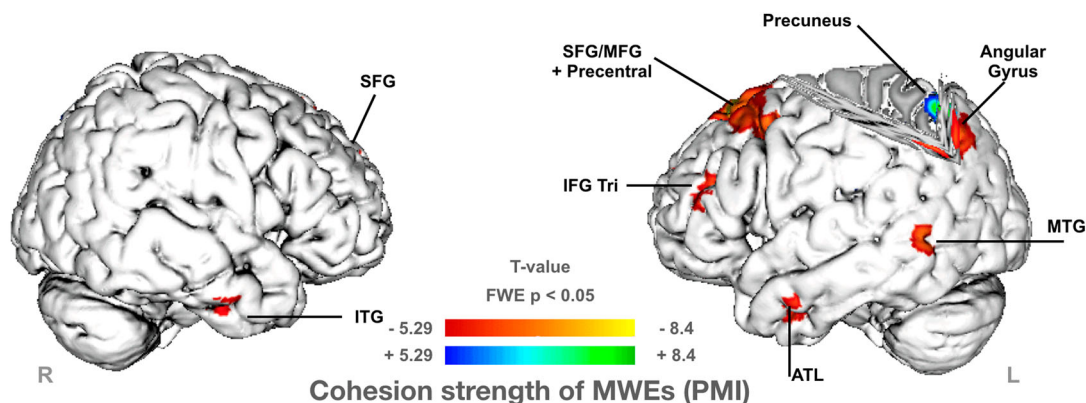 Precuneus
SFG
SFG/MFG
+ Precentral
Angular
Gyrus
IFG Tri
MTG
T-value
FWE p < 0.05
ITG
- 5.29
- 8.4
+ 5.29
+ 8.4
ATL
R
L
Cohesion strength of MWEs (PMI)